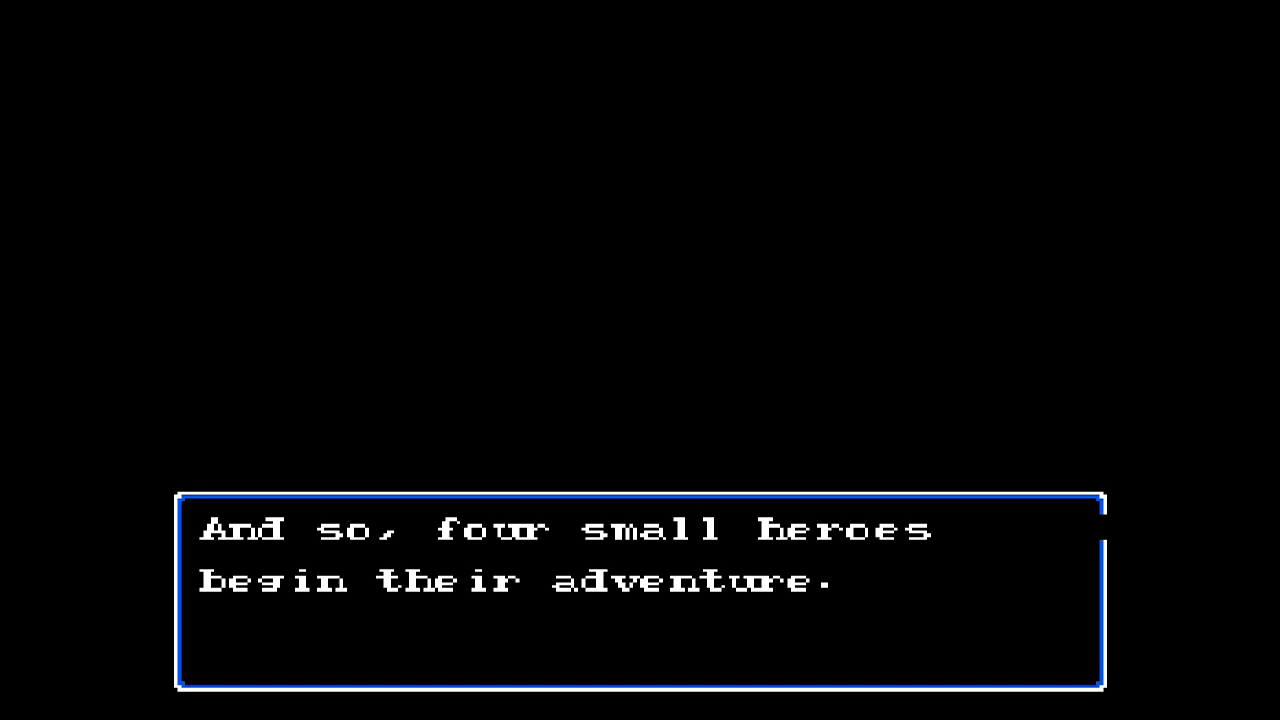 And so, four small heroes
begin their adventure.